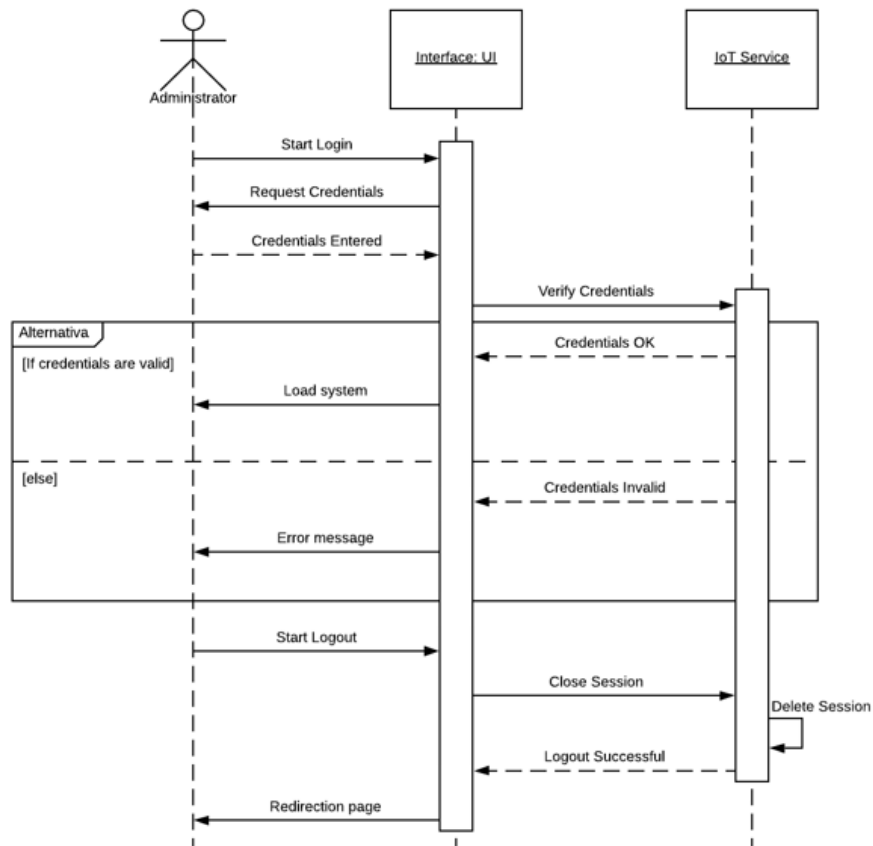 Administrator
Interface: UI
IoT Service
Start Login
Request Credentials
Credentials Entered
Verify Credentials
Alternativa
Credentials OK
[If credentials are valid]
Load system
[else]
Credentials Invalid
Error message
Start Logout
Close Session
Delete Session
Logout Successful
Redirection page